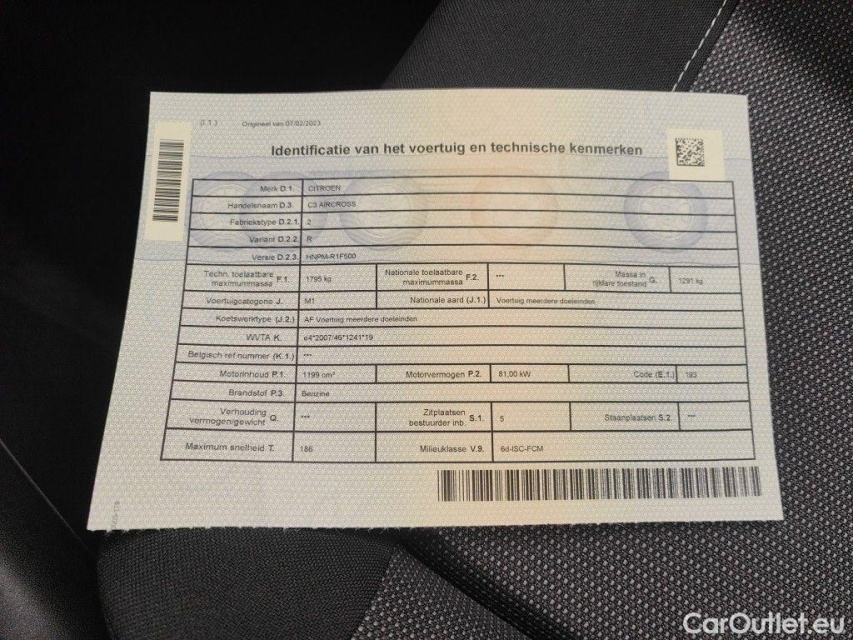 (I.1.) Origineel van 07/02/2023
Identificatie van het voertuig en technische kenmerken
Merk D.1. CITROEN
Handelsnaam D.3. C3 AIRCROSS
Fabriekstype D.2.1. 2
Variant D.2.2. R
Versie D.2.3. HNPM-R1F500
Techn. toelaatbare maximummassa F.1. 1795 kg Nationale toelaatbare maximummassa F.2. --- Massa in rijklare toestand G. 1291 kg
Voertuigcategorie J. M1 Nationale aard (J.1.) Voertuig meerdere doeleinden
Koetswerktype (J.2.) AF Voertuig meerdere doeleinden
WVTA K. e4*2007/46*1241*19
Belgisch ref nummer (K.1.) ---
Motorinhoud P.1. 1199 cm³ Motorvermogen P.2. 81,00 kW Code (E.1.) 193
Brandstof P.3. Benzine
Verhouding vermogen/gewicht Q. --- Zitplaatsen bestuurder inb. S.1. 5 Staanplaatsen S.2. ---
Maximum snelheid T. 186 Milieuklasse V.9. 6d-ISC-FCM
CarOutlet.eu